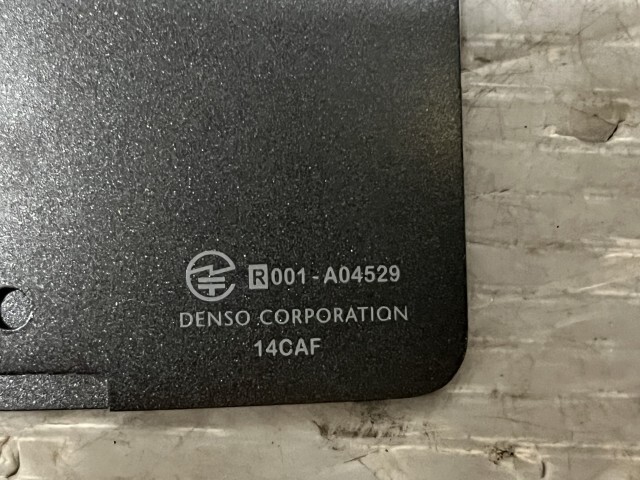 R001-A04529
DENSO CORPORATION
14CAF